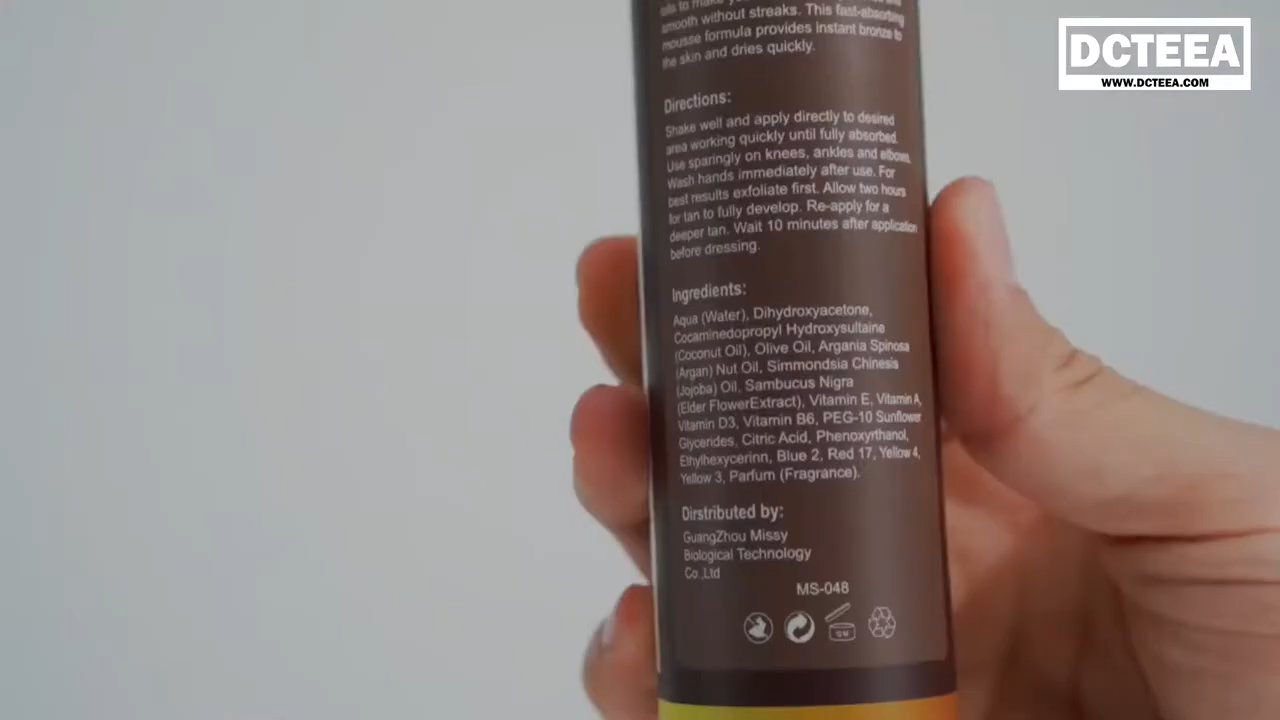 DCTEEA
WWW.DCTEEA.COM
smooth without streaks. This fast-absorbing
mousse formula provides instant bronze to
the skin and dries quickly.
Directions:
Shake well and apply directly to desired
area working quickly until fully absorbed.
Use sparingly on knees, ankles and elbows.
Wash hands immediately after use. For
best results exfoliate first. Allow two hours
for tan to fully develop. Re-apply for a
deeper tan. Wait 10 minutes after application
before dressing.
Ingredients:
Aqua (Water), Dihydroxyacetone,
Cocaminedopropyl Hydroxysultaine
(Coconut Oil), Olive Oil, Argania Spinosa
(Argan) Nut Oil, Simmondsia Chinesis
(Jojoba) Oil, Sambucus Nigra
(Elder FlowerExtract), Vitamin E, Vitamin A,
Vitamin D3, Vitamin B6, PEG-10 Sunflower
Glycerides, Citric Acid, Phenoxyrthanol,
Ethylhexycerinn, Blue 2, Red 17, Yellow 4,
Yellow 3, Parfum (Fragrance).
Dirstributed by:
GuangZhou Missy
Biological Technology
Co.,Ltd
MS-048